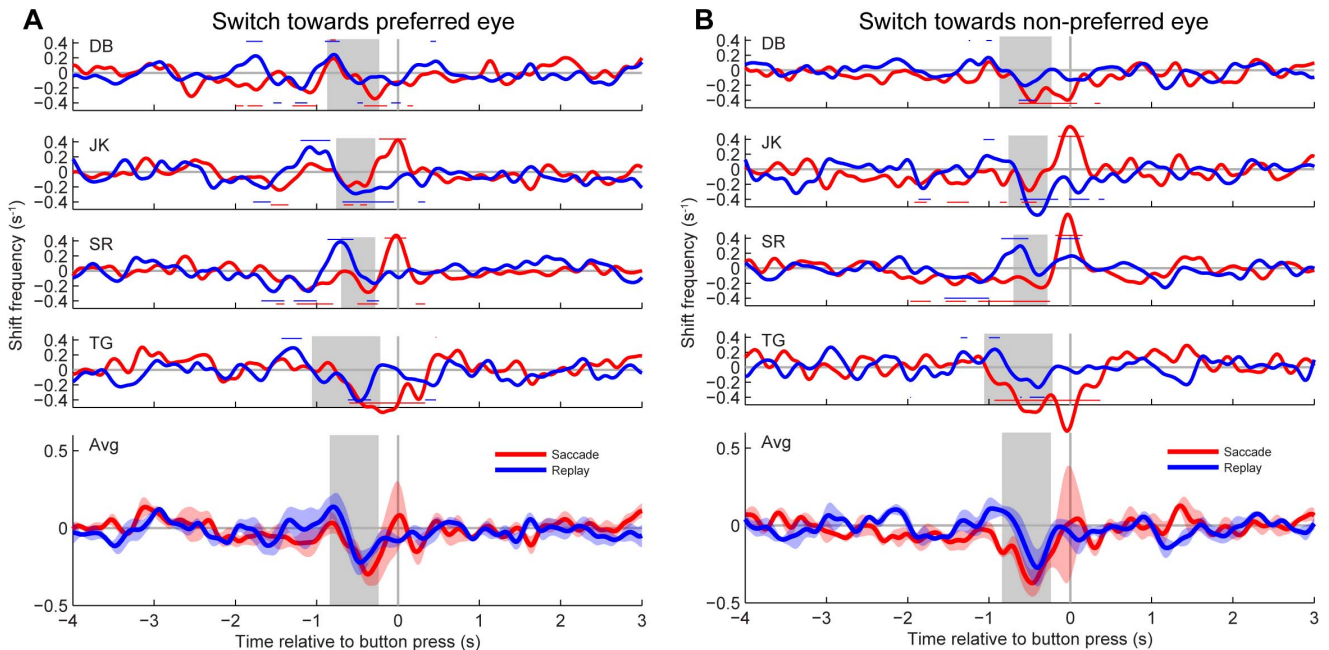 A
Switch towards preferred eye
0.4
0.2
0
−0.2
−0.4
DB
0.4
0.2
0
−0.2
−0.4
JK
0.4
0.2
0
−0.2
−0.4
SR
0.4
0.2
0
−0.2
−0.4
TG
Shift frequency (s⁻¹)
0.5
0
−0.5
Avg
Saccade
Replay
−4 −3 −2 −1 0 1 2 3
Time relative to button press (s)
B
Switch towards non-preferred eye
0.4
0.2
0
−0.2
−0.4
DB
0.4
0.2
0
−0.2
−0.4
JK
0.4
0.2
0
−0.2
−0.4
SR
0.4
0.2
0
−0.2
−0.4
TG
Shift frequency (s⁻¹)
0.5
0
−0.5
Avg
Saccade
Replay
−4 −3 −2 −1 0 1 2 3
Time relative to button press (s)